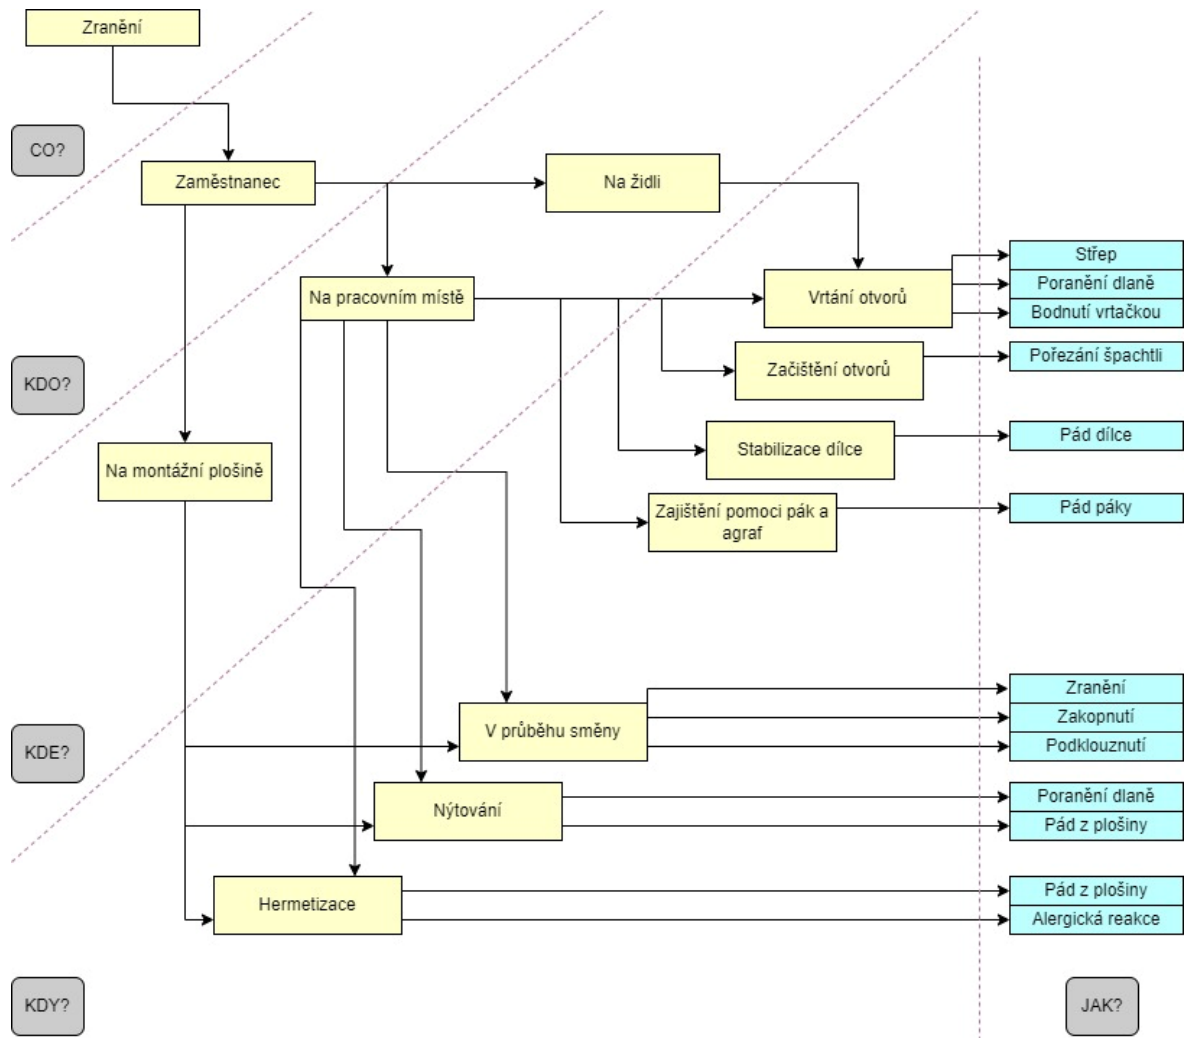 Zranění
CO?
Zaměstnanec
Na židli
Na pracovním místě
Vrtání otvorů
Střep
Poranění dlaně
Bodnutí vrtačkou
KDO?
Začištění otvorů
Pořezání špachtli
Na montážní plošině
Stabilizace dílce
Pád dílce
Zajištění pomoci pák a
agraf
Pád páky
KDE?
V průběhu směny
Zranění
Zakopnutí
Podklouznutí
Nýtování
Poranění dlaně
Pád z plošiny
Hermetizace
Pád z plošiny
Alergická reakce
KDY?
JAK?